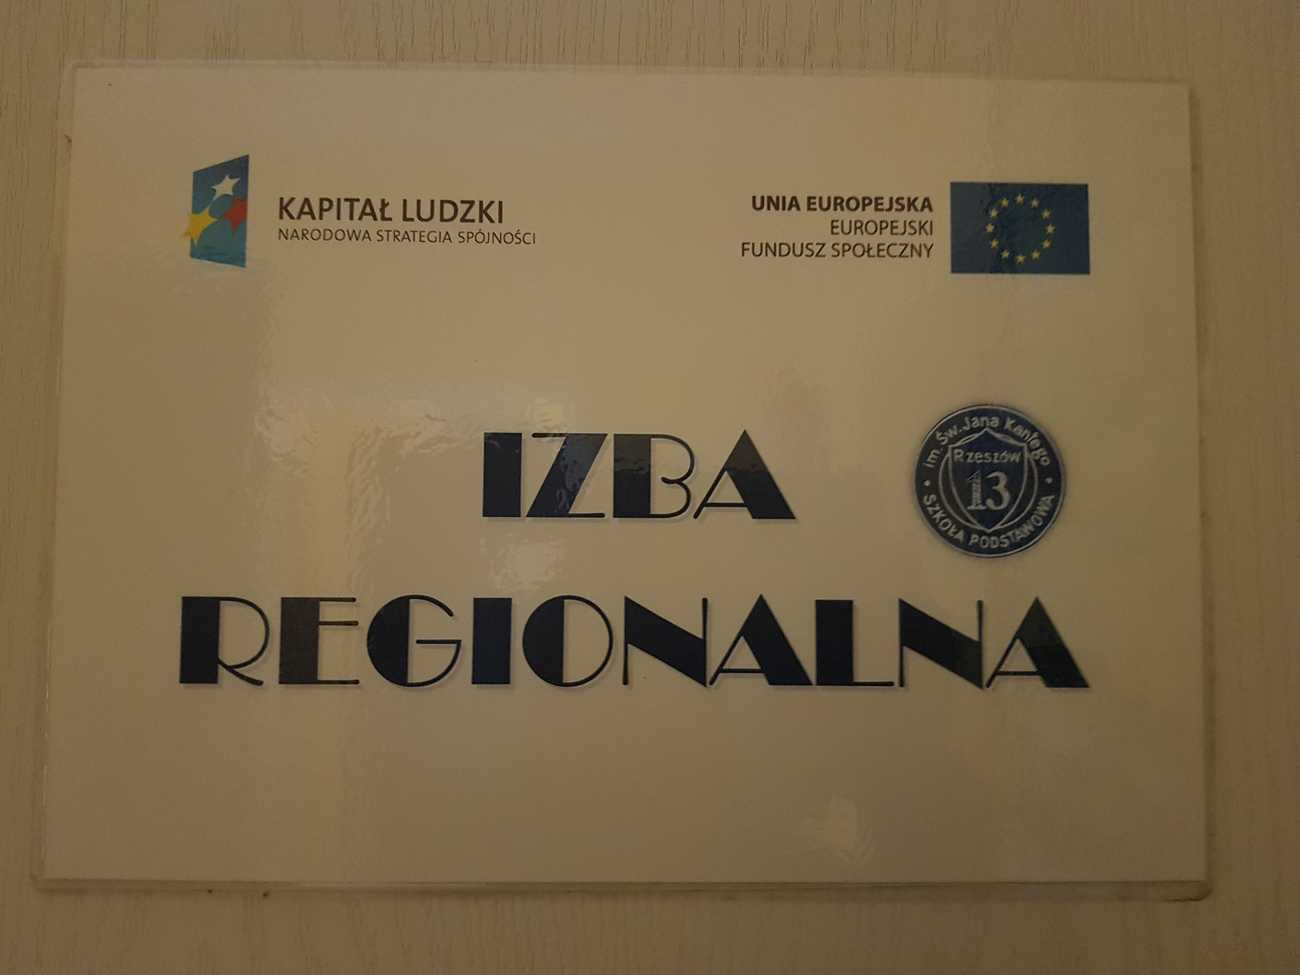 KAPITAŁ LUDZKI
NARODOWA STRATEGIA SPÓJNOŚCI
UNIA EUROPEJSKA
EUROPEJSKI
FUNDUSZ SPOŁECZNY
IZBA
im. Św. Jana Kantego
Rzeszów
13
SZKOŁA PODSTAWOWA
REGIONALNA